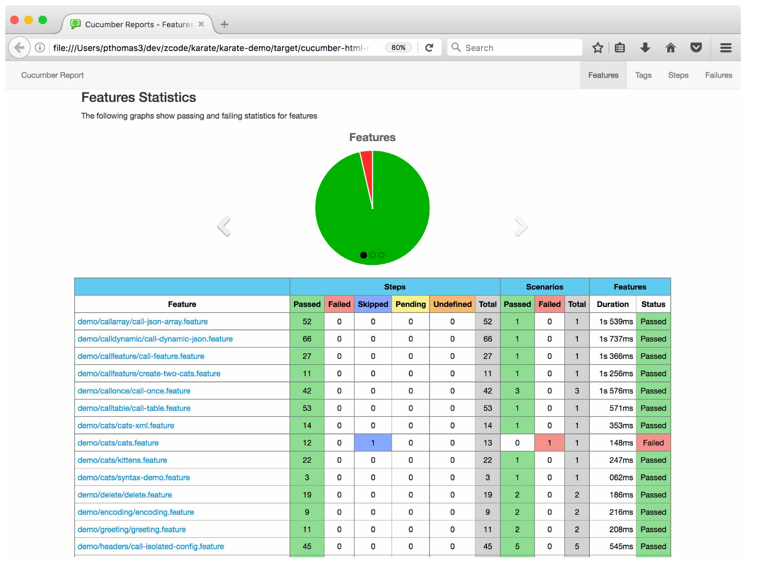 Cucumber Reports - Features
file:///Users/pthomas3/dev/zcode/karate/karate-demo/target/cucumber-html-r 80% Search
Cucumber Report Features Tags Steps Failures
Features Statistics
The following graphs show passing and failing statistics for features
Features
Steps Scenarios Features
Feature Passed Failed Skipped Pending Undefined Total Passed Failed Total Duration Status
demo/callarray/call-json-array.feature 52 0 0 0 0 52 1 0 1 1s 539ms Passed
demo/calldynamic/call-dynamic-json.feature 66 0 0 0 0 66 1 0 1 1s 737ms Passed
demo/callfeature/call-feature.feature 27 0 0 0 0 27 1 0 1 1s 366ms Passed
demo/callfeature/create-two-cats.feature 11 0 0 0 0 11 1 0 1 1s 256ms Passed
demo/callonce/call-once.feature 42 0 0 0 0 42 3 0 3 1s 576ms Passed
demo/calltable/call-table.feature 53 0 0 0 0 53 1 0 1 571ms Passed
demo/cats/cats-xml.feature 14 0 0 0 0 14 1 0 1 353ms Passed
demo/cats/cats.feature 12 0 1 0 0 13 0 1 1 148ms Failed
demo/cats/kittens.feature 22 0 0 0 0 22 1 0 1 247ms Passed
demo/cats/syntax-demo.feature 3 0 0 0 0 3 1 0 1 062ms Passed
demo/delete/delete.feature 19 0 0 0 0 19 2 0 2 186ms Passed
demo/encoding/encoding.feature 9 0 0 0 0 9 2 0 2 216ms Passed
demo/greeting/greeting.feature 11 0 0 0 0 11 2 0 2 208ms Passed
demo/headers/call-isolated-config.feature 45 0 0 0 0 45 5 0 5 545ms Passed